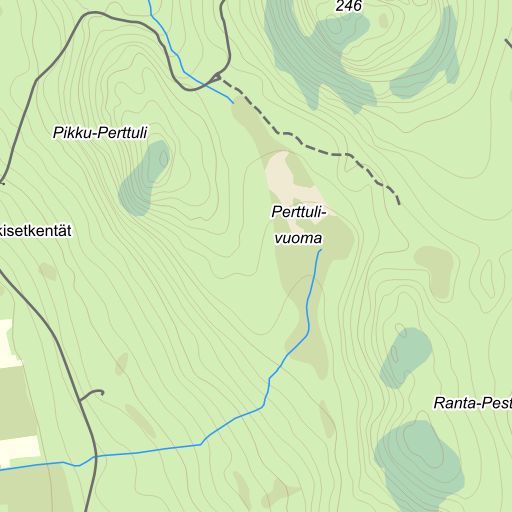 246
Pikku-Perttuli
Perttuli-
vuoma
kisetkentät
Ranta-Pest